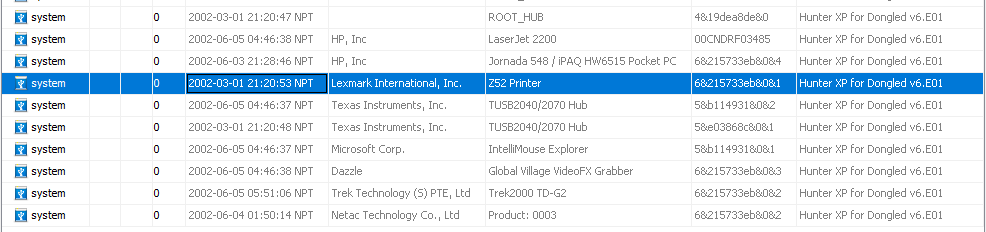 system 0 2002-03-01 21:20:47 NPT ROOT_HUB 4&19dea8de&0 Hunter XP for Dongled v6.E01
system 0 2002-06-05 04:46:38 NPT HP, Inc LaserJet 2200 00CNDRF03485 Hunter XP for Dongled v6.E01
system 0 2002-06-03 21:28:46 NPT HP, Inc Jornada 548 / iPAQ HW6515 Pocket PC 6&215733eb&0&4 Hunter XP for Dongled v6.E01
system 0 2002-03-01 21:20:53 NPT Lexmark International, Inc. Z52 Printer 6&215733eb&0&1 Hunter XP for Dongled v6.E01
system 0 2002-06-05 04:46:37 NPT Texas Instruments, Inc. TUSB2040/2070 Hub 5&b114931&0&2 Hunter XP for Dongled v6.E01
system 0 2002-03-01 21:20:48 NPT Texas Instruments, Inc. TUSB2040/2070 Hub 5&e03868c&0&1 Hunter XP for Dongled v6.E01
system 0 2002-06-05 04:46:37 NPT Microsoft Corp. IntelliMouse Explorer 5&b114931&0&1 Hunter XP for Dongled v6.E01
system 0 2002-06-05 04:46:38 NPT Dazzle Global Village VideoFX Grabber 6&215733eb&0&3 Hunter XP for Dongled v6.E01
system 0 2002-06-05 05:51:06 NPT Trek Technology (S) PTE, Ltd Trek2000 TD-G2 6&215733eb&0&2 Hunter XP for Dongled v6.E01
system 0 2002-06-04 01:50:14 NPT Netac Technology Co., Ltd Product: 0003 6&215733eb&0&2 Hunter XP for Dongled v6.E01